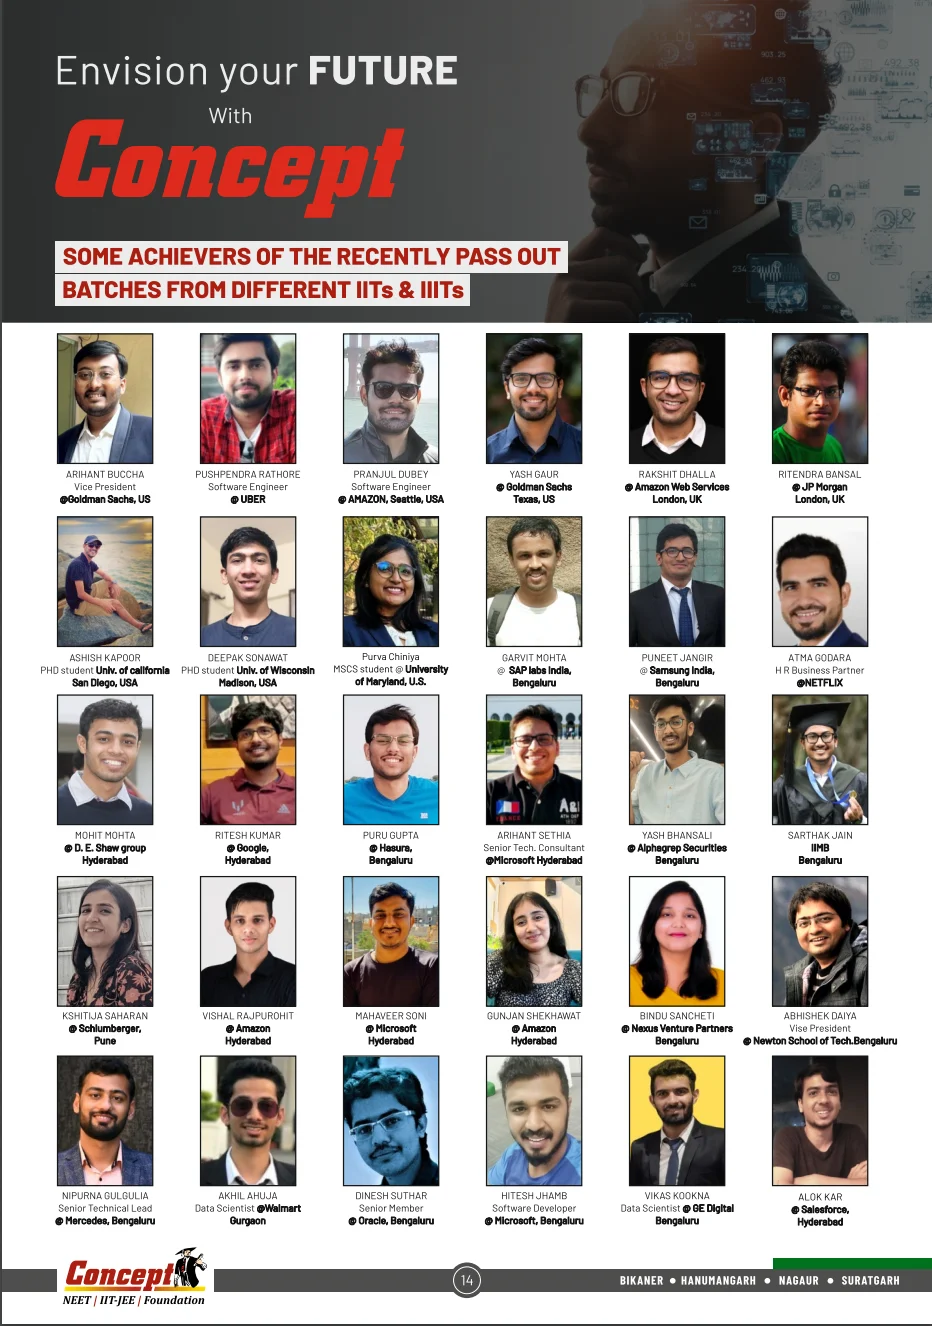 Envision your FUTURE
With
Concept
SOME ACHIEVERS OF THE RECENTLY PASS OUT
BATCHES FROM DIFFERENT IITs & IIITs
ARIHANT BUCCHA
Vice President
@Goldman Sachs, US
PUSHPENDRA RATHORE
Software Engineer
@ UBER
PRANJUL DUBEY
Software Engineer
@ AMAZON, Seattle, USA
YASH GAUR
@ Goldman Sachs
Texas, US
RAKSHIT DHALLA
@ Amazon Web Services
London, UK
RITENDRA BANSAL
@ JP Morgan
London, UK
ASHISH KAPOOR
PHD student Univ. of california
San Diego, USA
DEEPAK SONAWAT
PHD student Univ. of Wisconsin
Madison, USA
Purva Chiniya
MSCS student @ University
of Maryland, U.S.
GARVIT MOHTA
@ SAP labs India,
Bengaluru
PUNEET JANGIR
@ Samsung India,
Bengaluru
ATMA GODARA
H R Business Partner
@NETFLIX
MOHIT MOHTA
@ D. E. Shaw group
Hyderabad
RITESH KUMAR
@ Google,
Hyderabad
PURU GUPTA
@ Hasura,
Bengaluru
ARIHANT SETHIA
Senior Tech. Consultant
@Microsoft Hyderabad
YASH BHANSALI
@ Alphagrep Securities
Bengaluru
SARTHAK JAIN
IIMB
Bengaluru
KSHITIJA SAHARAN
@ Schlumberger,
Pune
VISHAL RAJPUROHIT
@ Amazon
Hyderabad
MAHAVEER SONI
@ Microsoft
Hyderabad
GUNJAN SHEKHAWAT
@ Amazon
Hyderabad
BINDU SANCHETI
@ Nexus Venture Partners
Bengaluru
ABHISHEK DAIYA
Vice President
@ Newton School of Tech.Bengaluru
NIPURNA GULGULIA
Senior Technical Lead
@ Mercedes, Bengaluru
AKHIL AHUJA
Data Scientist @Walmart
Gurgaon
DINESH SUTHAR
Senior Member
@ Oracle, Bengaluru
HITESH JHAMB
Software Developer
@ Microsoft, Bengaluru
VIKAS KOOKNA
Data Scientist @ GE Digital
Bengaluru
ALOK KAR
@ Salesforce,
Hyderabad
Concept
NEET | IIT-JEE | Foundation
14
BIKANER ● HANUMANGARH ● NAGAUR ● SURATGARH